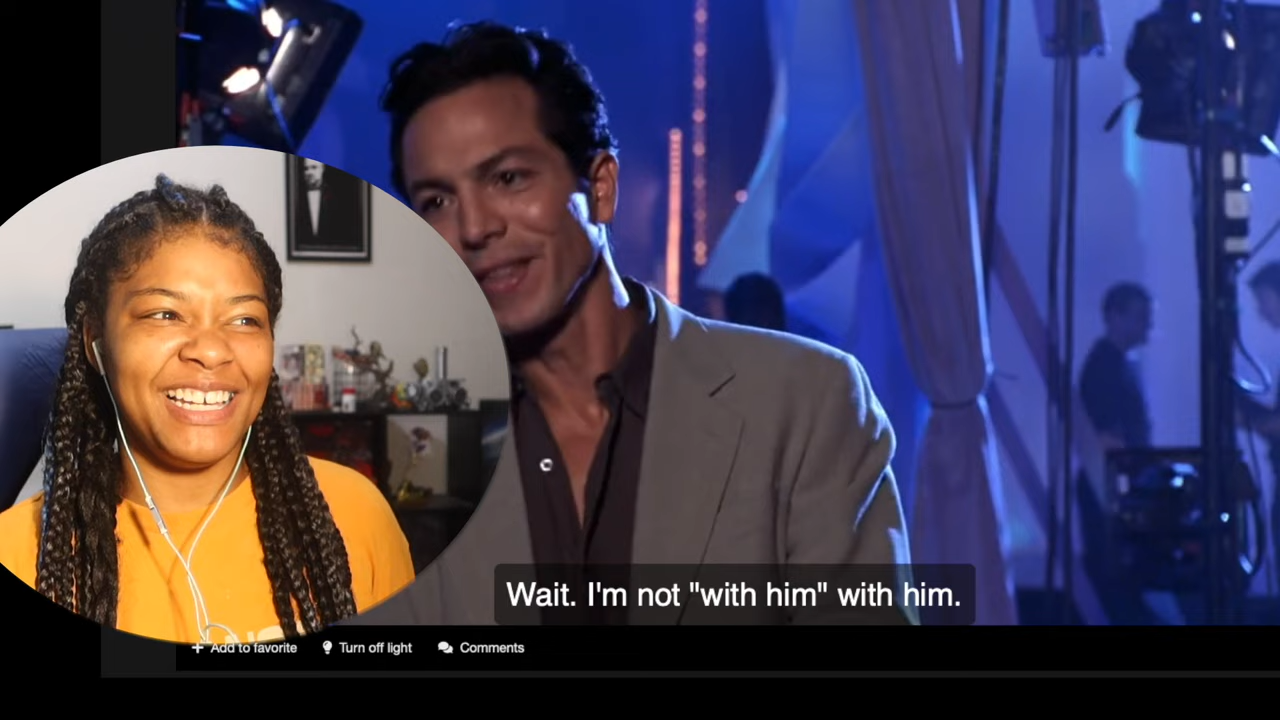 Wait. I'm not "with him" with him.
Add to favorite
Turn off light
Comments